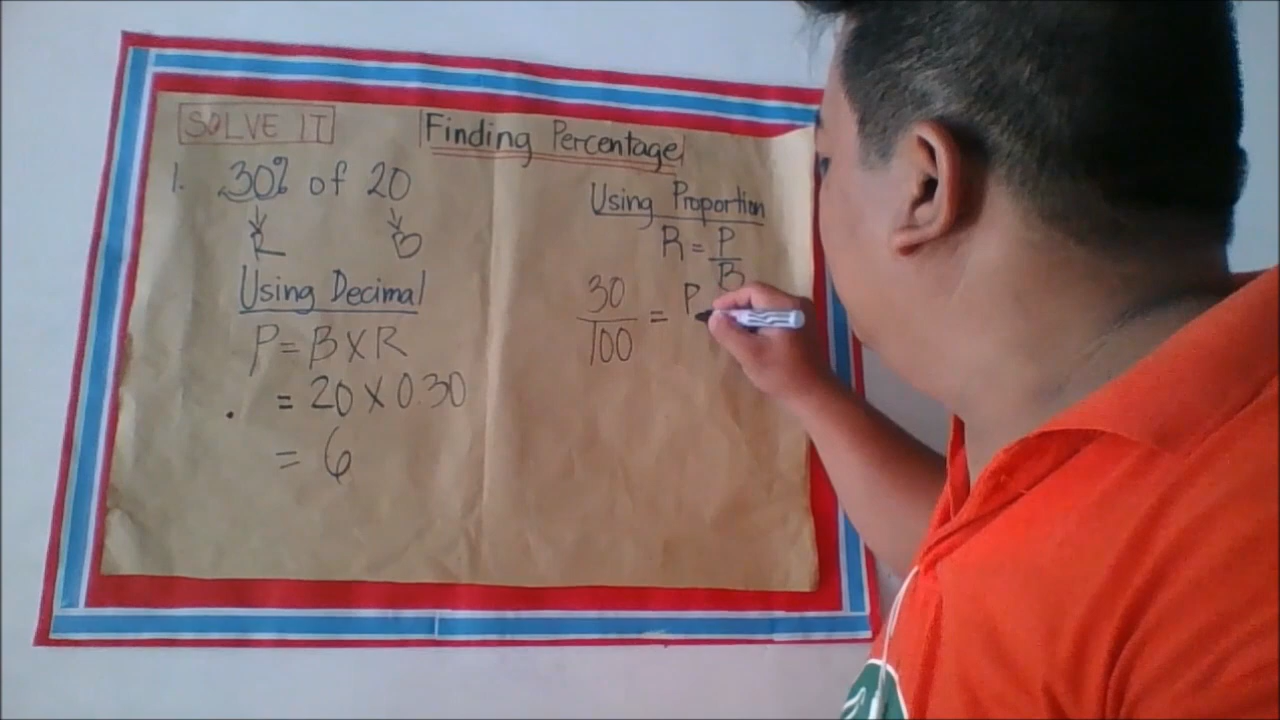 SOLVE IT
Finding Percentage
1. 30% of 20
R B
Using Decimal
P = B X R
= 20 X 0.30
= 6
Using Proportion
R = P
B
30
100
= P